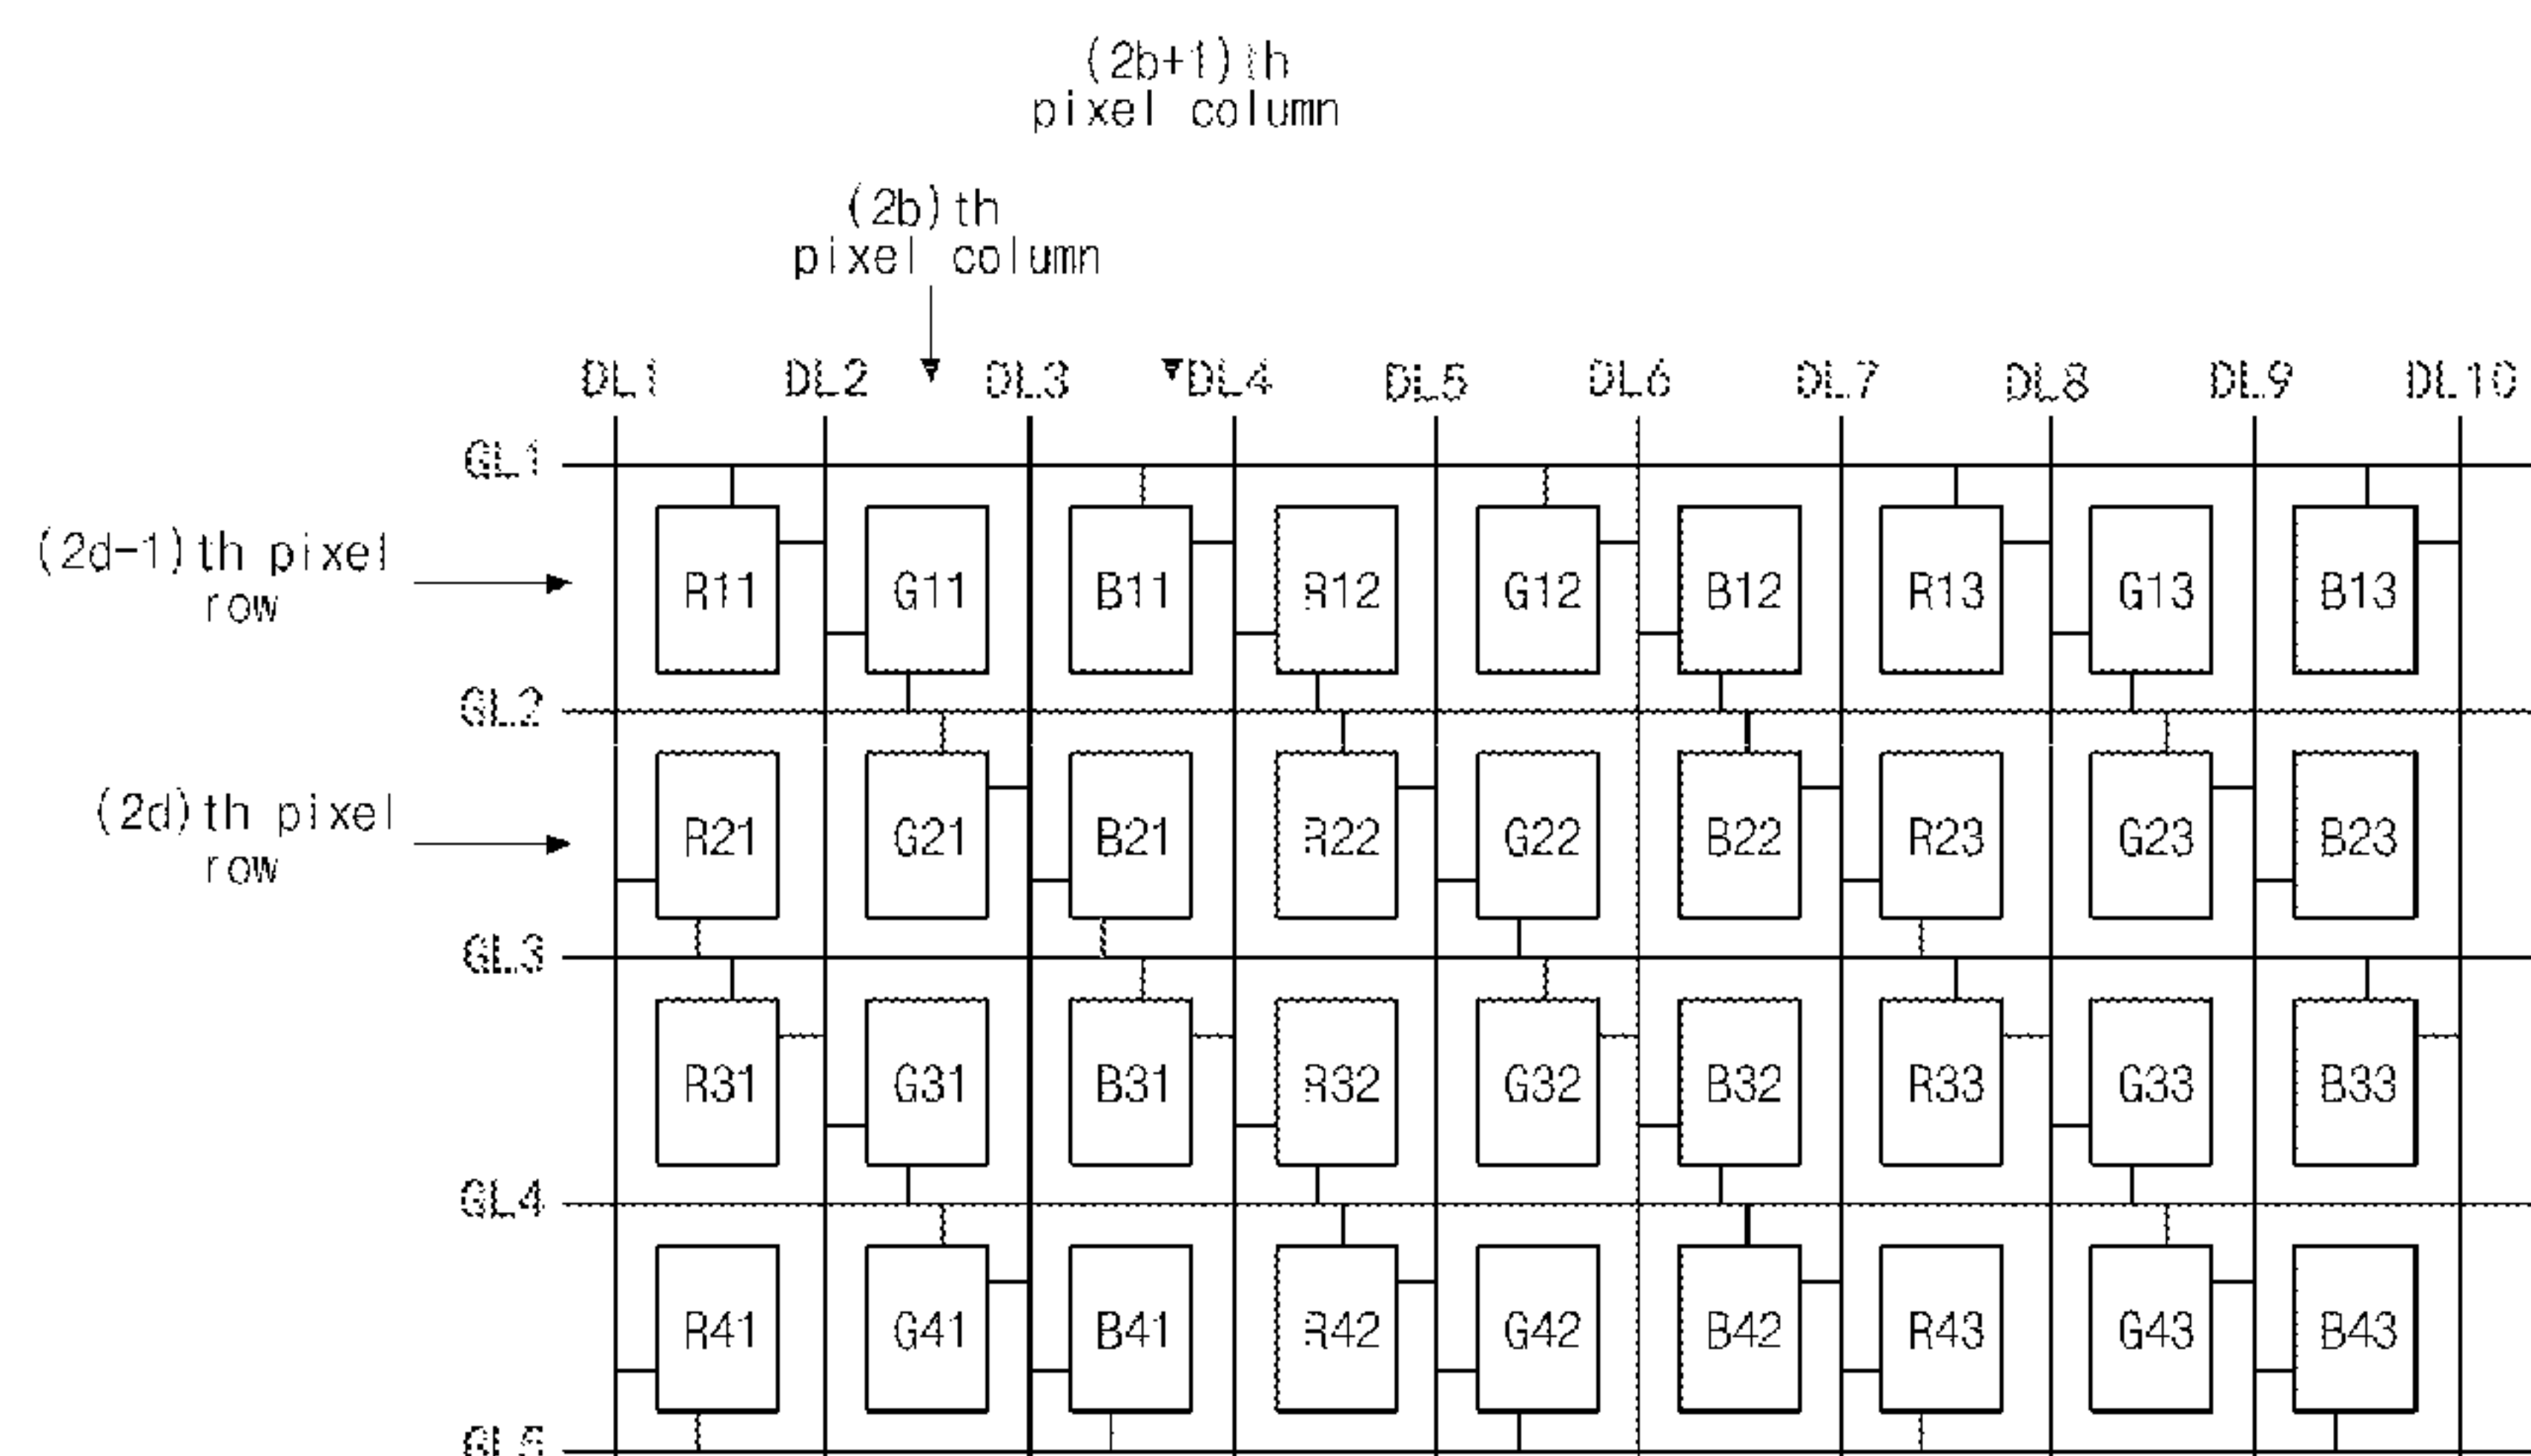 (2b+1)th
pixel column
(2b)th
pixel column
DL1 DL2 DL3 DL4 DL5 DL6 DL7 DL8 DL9 DL10
GL1
(2d-1)th pixel
row
R11 G11 B11 R12 G12 B12 R13 G13 B13
GL2
(2d)th pixel
row
R21 G21 B21 R22 G22 B22 R23 G23 B23
GL3
R31 G31 B31 R32 G32 B32 R33 G33 B33
GL4
R41 G41 B41 R42 G42 B42 R43 G43 B43
GL5